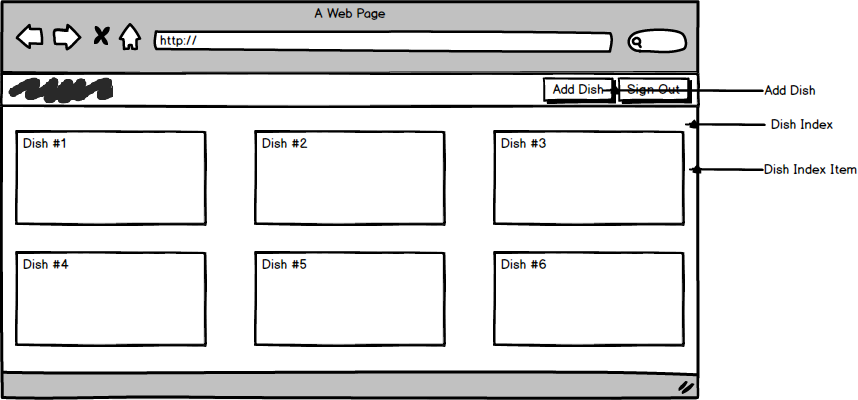 A Web Page
http://
Add Dish Sign Out Add Dish
Dish Index
Dish #1 Dish #2 Dish #3
Dish Index Item
Dish #4 Dish #5 Dish #6